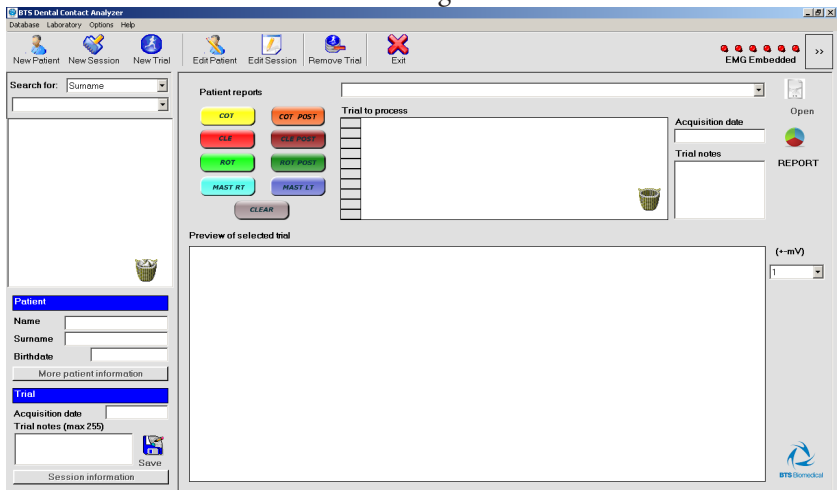 BTS Dental Contact Analyzer
Database Laboratory Options Help
New Patient New Session New Trial Edit Patient Edit Session Remove Trial Exit
EMG Embedded
>>
Search for: Surname
Patient reports
Open
COT COT POST
Trial to process
Acquisition date
CLE CLE POST
Trial notes
ROT ROT POST
REPORT
MAST RT MAST LT
CLEAR
Preview of selected trial
(+-mV)
1
Patient
Name
Surname
Birthdate
More patient information
Trial
Acquisition date
Trial notes (max 255)
Save
Session information
BTS Biomedical